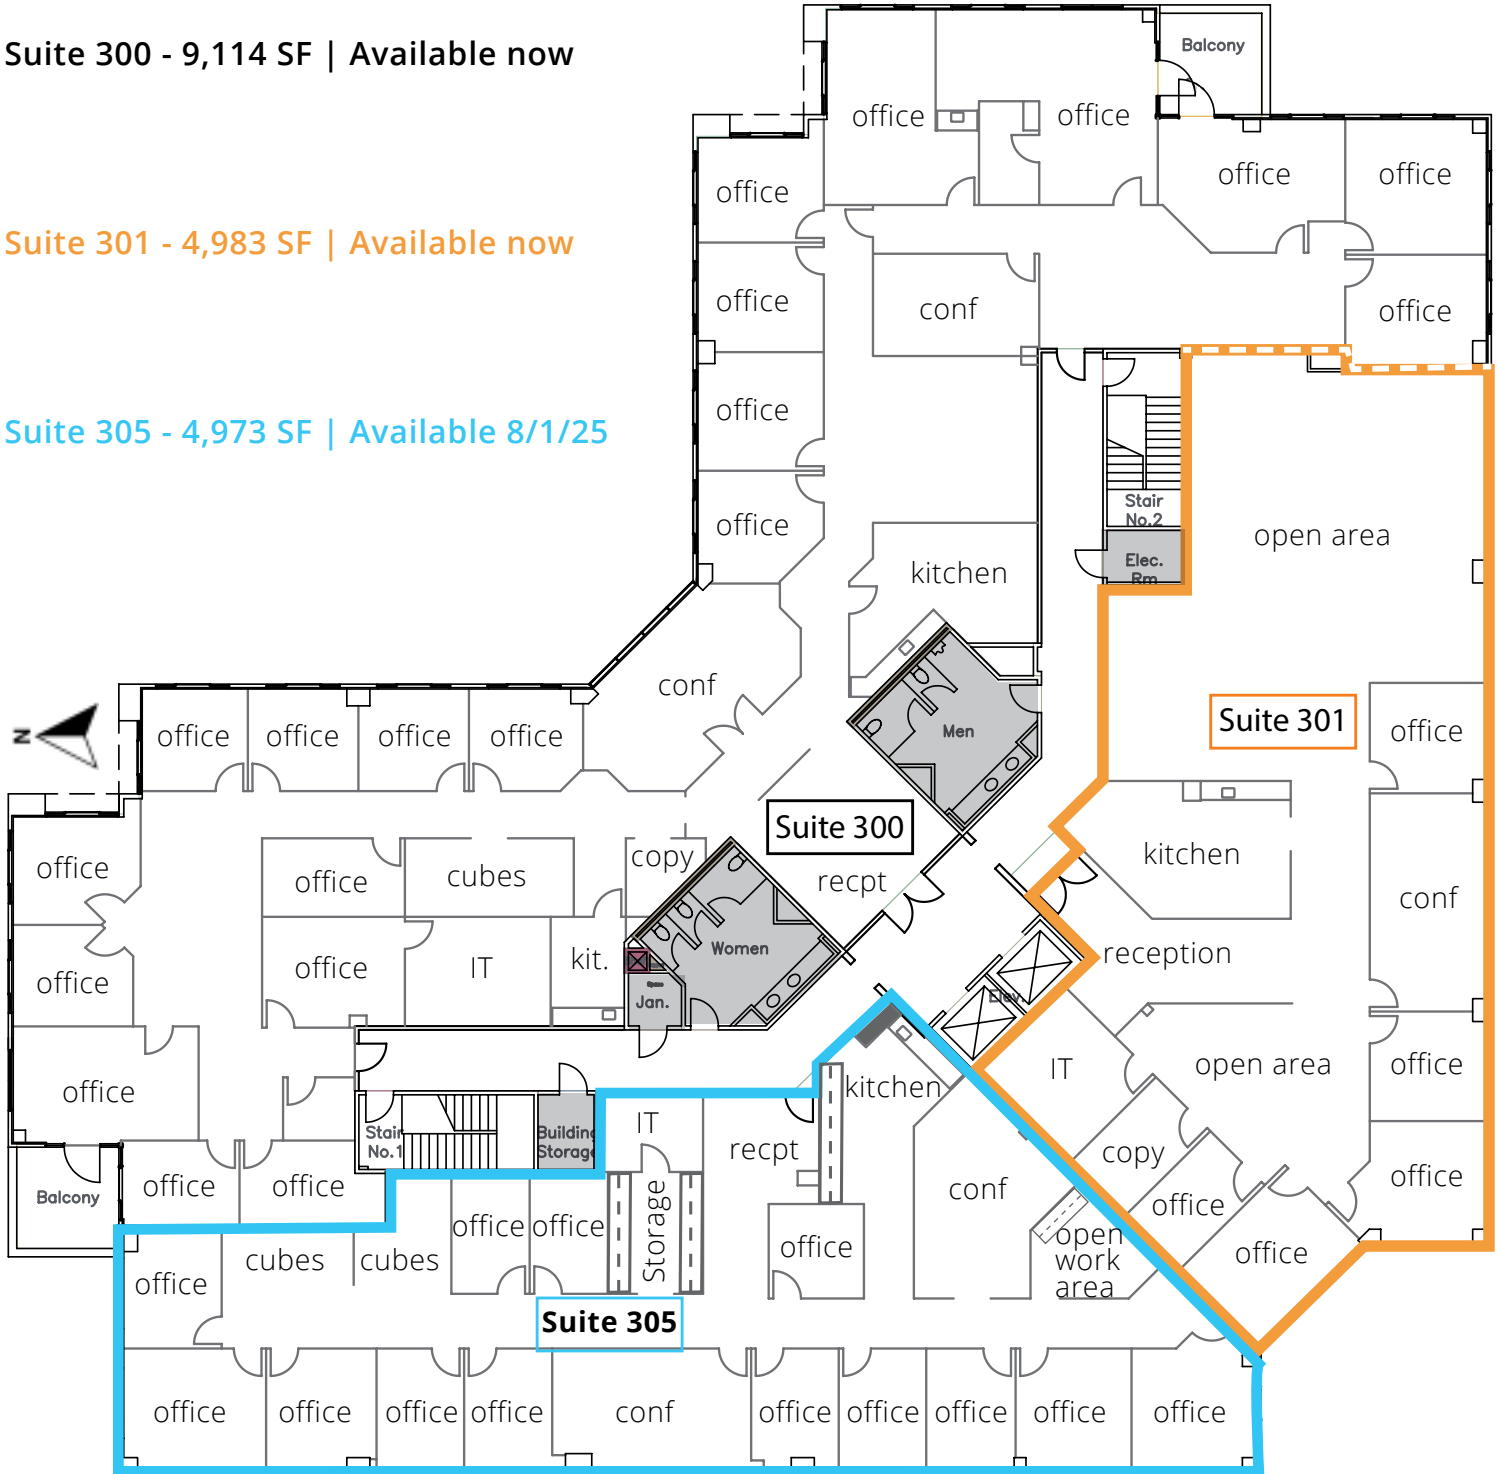 Suite 300 - 9,114 SF | Available now
Suite 301 - 4,983 SF | Available now
Suite 305 - 4,973 SF | Available 8/1/25
Balcony
office
office
office
office
office
office
office
conf
office
office
Stair
No.2
office
open area
Elec.
Rm
kitchen
conf
N
office
office
office
office
Men
Suite 301
office
Suite 300
kitchen
copy
office
office
cubes
recpt
conf
Women
reception
kit.
IT
office
office
Jan.
Elev.
IT
open area
office
kitchen
office
IT
Stair
No.1
Building
Storage
recpt
copy
office
conf
office
office
Balcony
office
office
office
Storage
open
work
area
office
office
cubes
cubes
office
Suite 305
office
office
office
office
conf
office
office
office
office
office